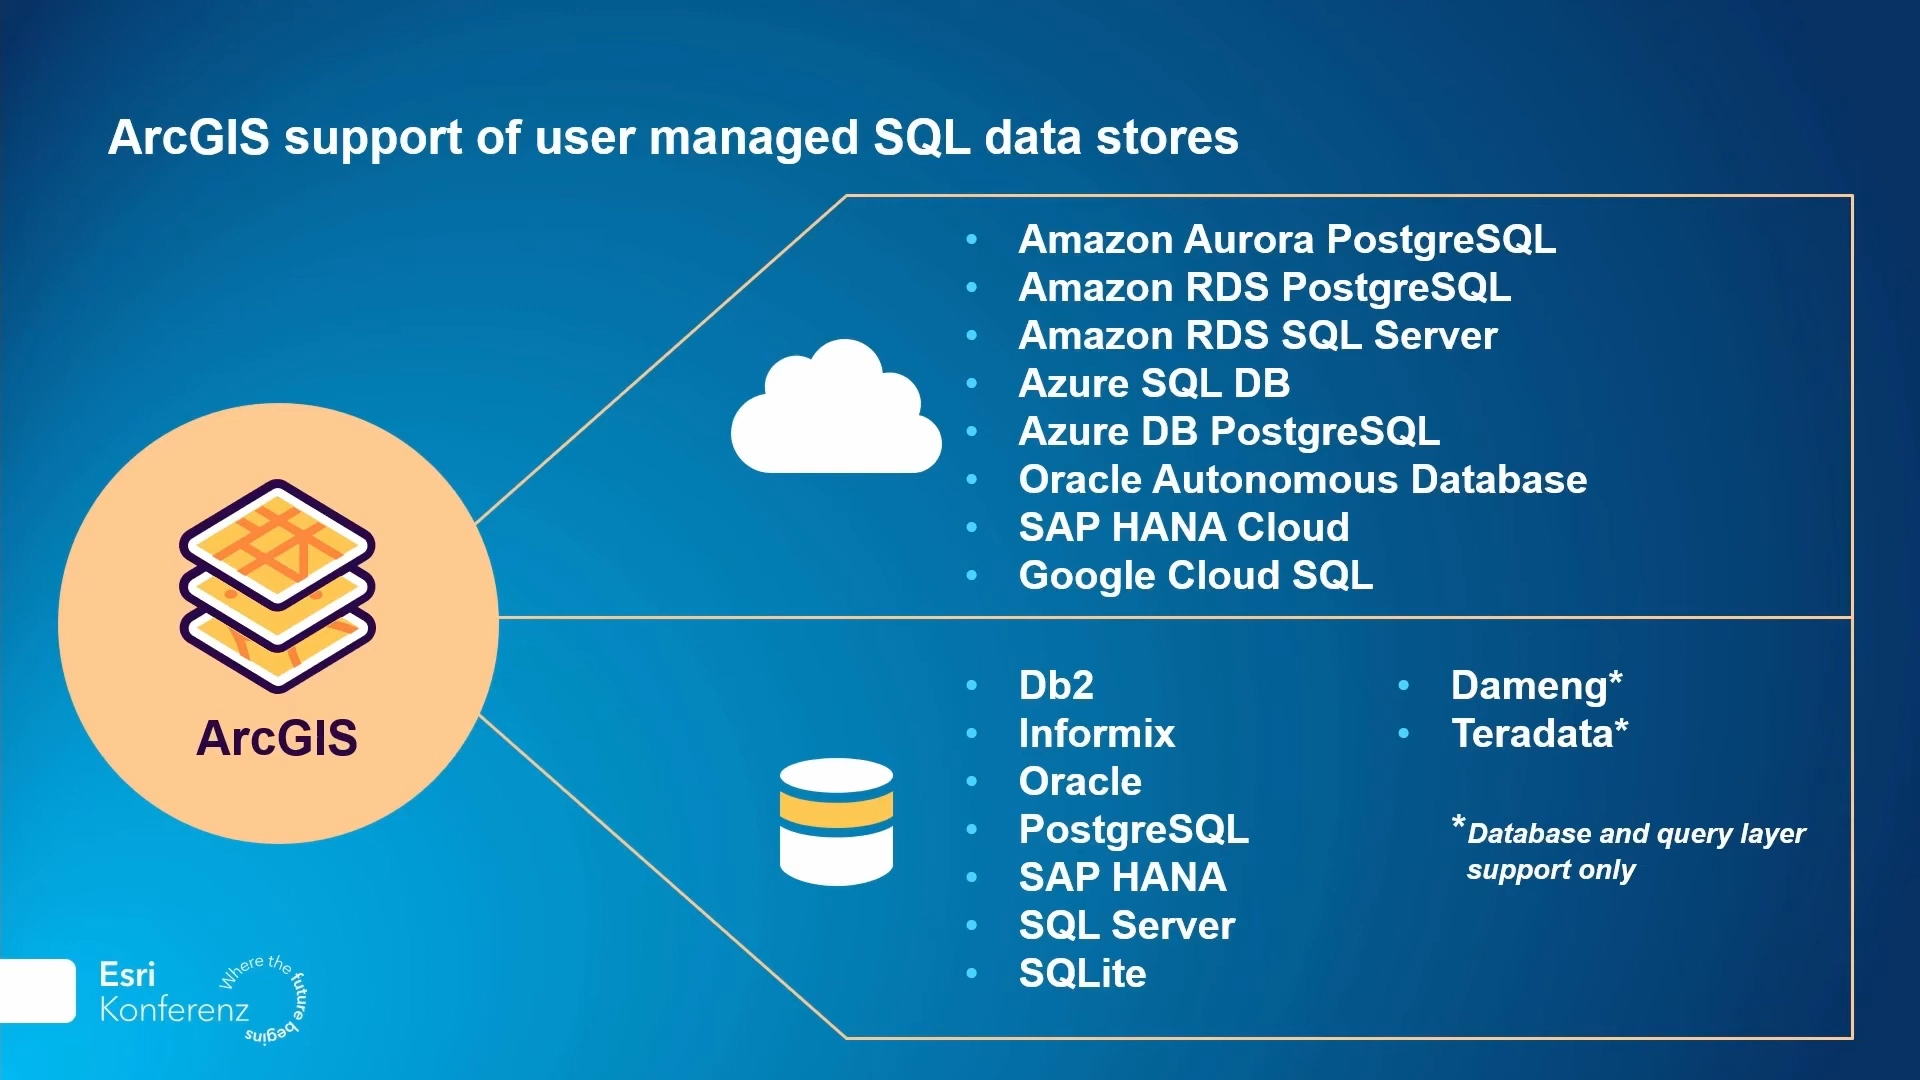 ArcGIS support of user managed SQL data stores
Amazon Aurora PostgreSQL
Amazon RDS PostgreSQL
Amazon RDS SQL Server
Azure SQL DB
Azure DB PostgreSQL
Oracle Autonomous Database
SAP HANA Cloud
Google Cloud SQL
ArcGIS
Db2
Informix
Oracle
PostgreSQL
SAP HANA
SQL Server
SQLite
Dameng*
Teradata*
*Database and query layer
support only
Esri
Konferenz
Where the future begins